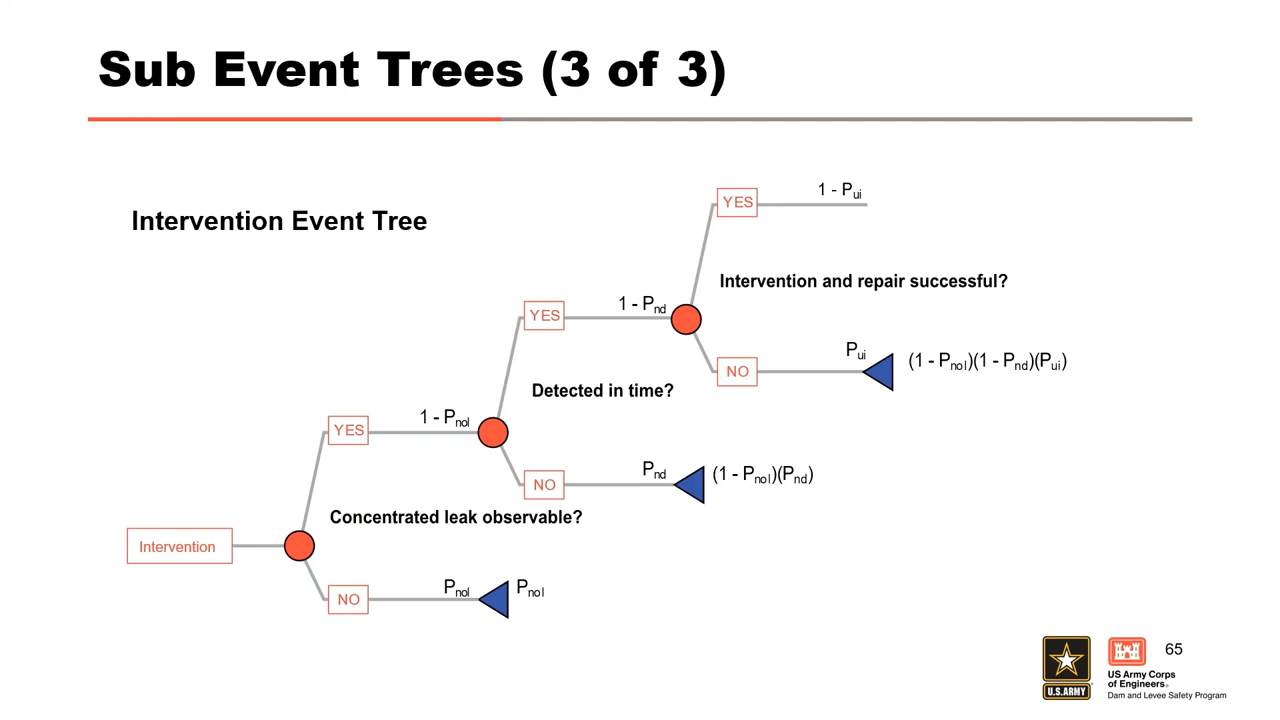 Sub Event Trees (3 of 3)
Intervention Event Tree
YES
1 - Pui
Intervention and repair successful?
YES
1 - Pnd
NO
Pui
(1 - Pnol)(1 - Pnd)(Pui)
Detected in time?
YES
1 - Pnol
NO
Pnd
(1 - Pnol)(Pnd)
Concentrated leak observable?
Intervention
NO
Pnol
Pnol
U.S.ARMY
US Army Corps
of Engineers®
Dam and Levee Safety Program
65